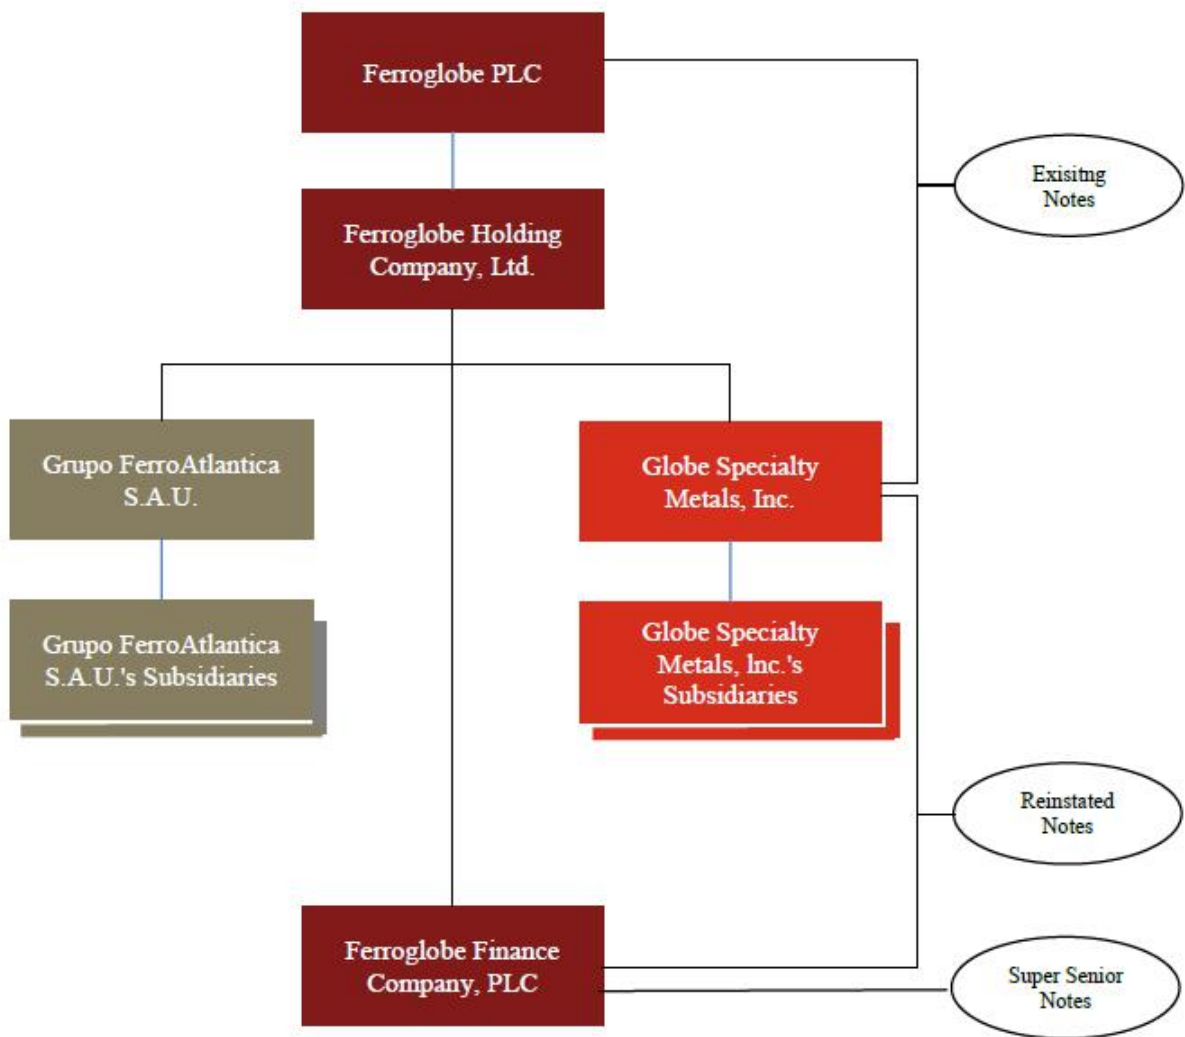 Ferroglobe PLC
Exisitng
Notes
Ferroglobe Holding
Company, Ltd.
Grupo FerroAtlantica
S.A.U.
Globe Specialty
Metals, Inc.
Grupo FerroAtlantica
S.A.U.'s Subsidiaries
Globe Specialty
Metals, lnc.'s
Subsidiaries
Reinstated
Notes
Ferroglobe Finance
Company, PLC
Super Senior
Notes